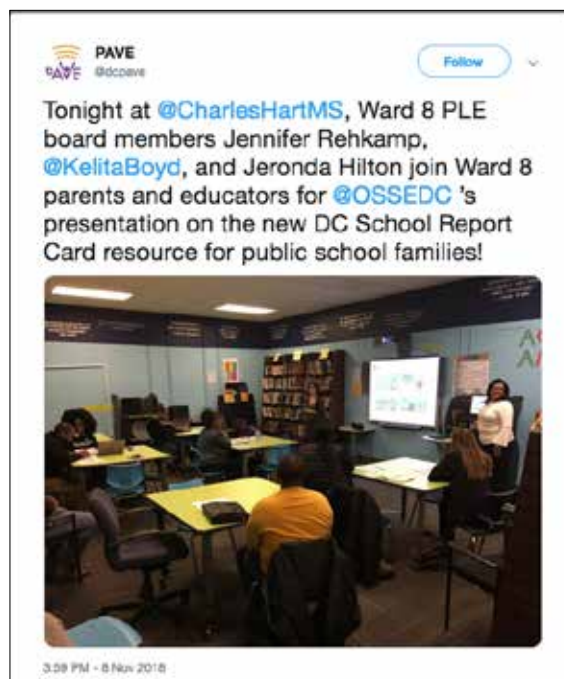 PAVE
PAVE
@dcpave
Follow
Tonight at @CharlesHartMS, Ward 8 PLE
board members Jennifer Rehkamp,
@KelitaBoyd, and Jeronda Hilton join Ward 8
parents and educators for @OSSEDC 's
presentation on the new DC School Report
Card resource for public school families!
3:59 PM - 8 Nov 2018